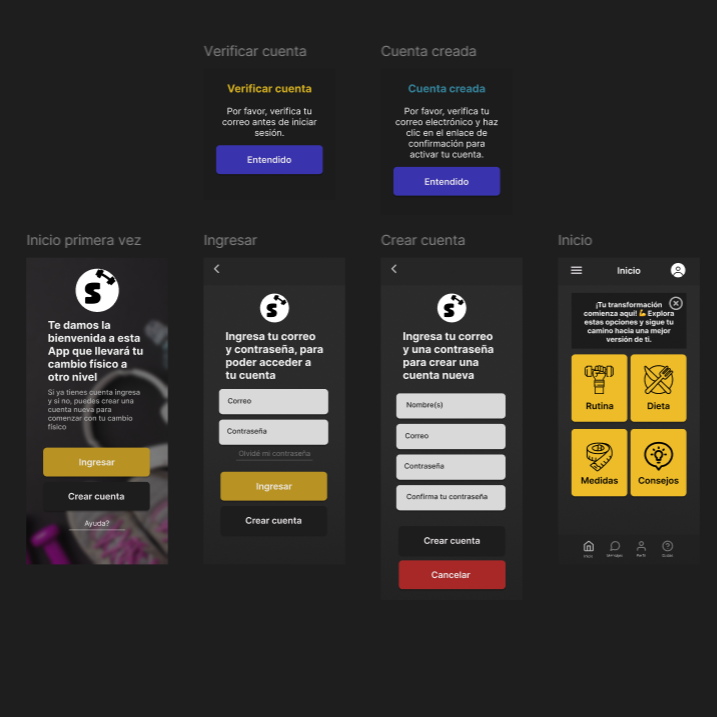 Verificar cuenta
Cuenta creada
Verificar cuenta
Por favor, verifica tu
correo antes de iniciar
sesión.
Entendido
Cuenta creada
Por favor, verifica tu
correo electrónico y haz
clic en el enlace de
confirmación para
activar tu cuenta.
Entendido
Inicio primera vez
Ingresar
Crear cuenta
Inicio
S
Te damos la
bienvenida a esta
App que llevará tu
cambio físico a
otro nivel
Si ya tienes cuenta ingresa
y si no, puedes crear una
cuenta nueva para
comenzar con tu cambio
físico
Ingresar
Crear cuenta
Ayuda?
S
Ingresa tu correo
y contraseña, para
poder acceder a
tu cuenta
Correo
Contraseña
Olvidé mi contraseña
Ingresar
Crear cuenta
S
Ingresa tu correo
y una contraseña
para crear una
cuenta nueva
Nombre(s)
Correo
Contraseña
Confirma tu contraseña
Crear cuenta
Cancelar
Inicio
¡Tu transformación
comienza aquí! 💪 Explora
estas opciones y sigue tu
camino hacia una mejor
versión de ti.
Rutina
Dieta
Medidas
Consejos
Inicio